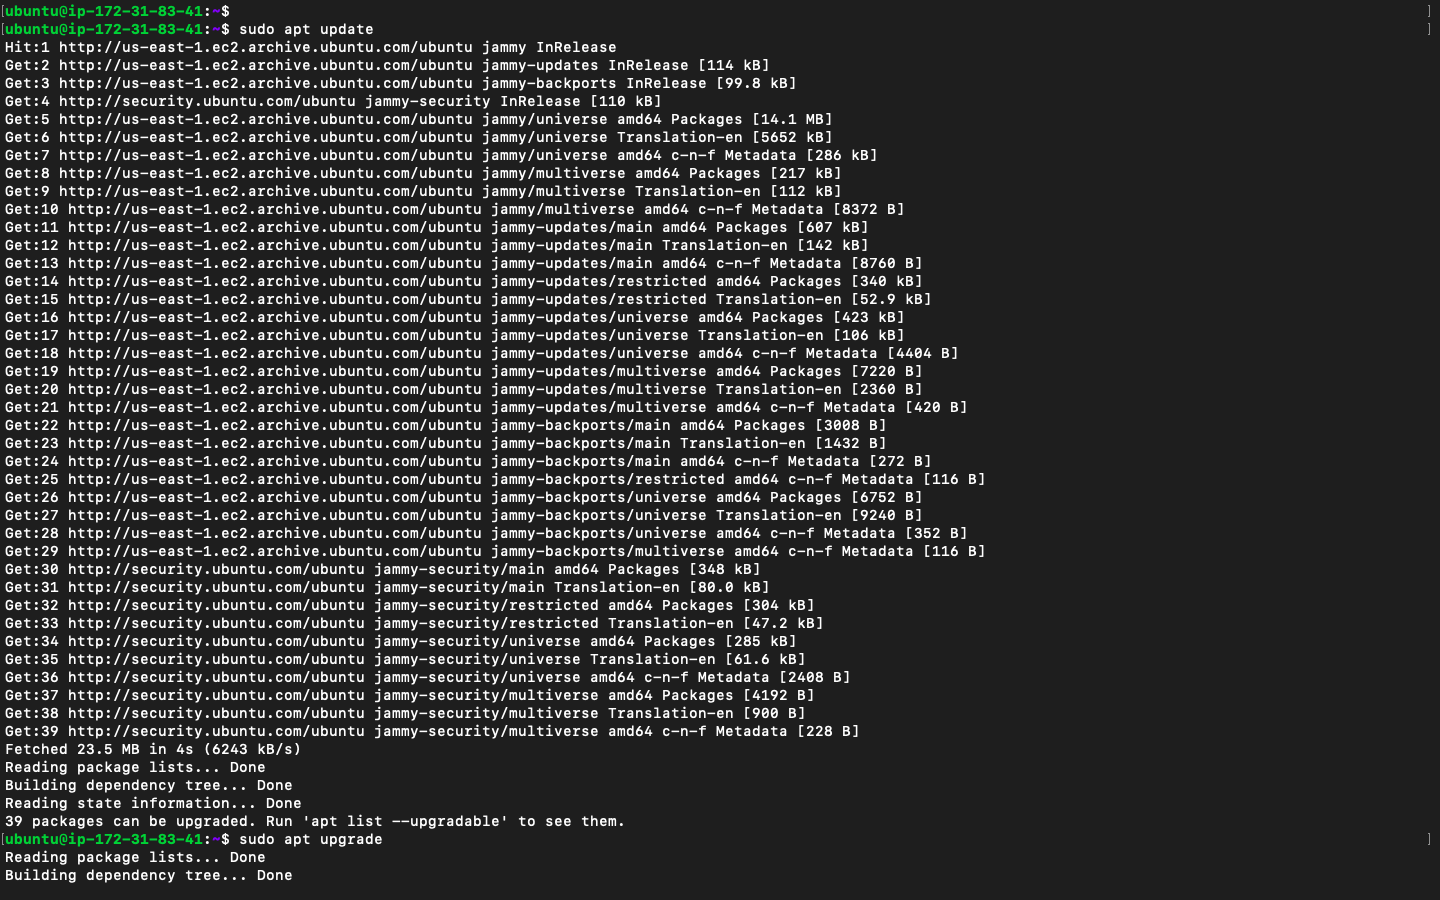 [ubuntu@ip-172-31-83-41:~$ ]
[ubuntu@ip-172-31-83-41:~$ sudo apt update ]
Hit:1 http://us-east-1.ec2.archive.ubuntu.com/ubuntu jammy InRelease
Get:2 http://us-east-1.ec2.archive.ubuntu.com/ubuntu jammy-updates InRelease [114 kB]
Get:3 http://us-east-1.ec2.archive.ubuntu.com/ubuntu jammy-backports InRelease [99.8 kB]
Get:4 http://security.ubuntu.com/ubuntu jammy-security InRelease [110 kB]
Get:5 http://us-east-1.ec2.archive.ubuntu.com/ubuntu jammy/universe amd64 Packages [14.1 MB]
Get:6 http://us-east-1.ec2.archive.ubuntu.com/ubuntu jammy/universe Translation-en [5652 kB]
Get:7 http://us-east-1.ec2.archive.ubuntu.com/ubuntu jammy/universe amd64 c-n-f Metadata [286 kB]
Get:8 http://us-east-1.ec2.archive.ubuntu.com/ubuntu jammy/multiverse amd64 Packages [217 kB]
Get:9 http://us-east-1.ec2.archive.ubuntu.com/ubuntu jammy/multiverse Translation-en [112 kB]
Get:10 http://us-east-1.ec2.archive.ubuntu.com/ubuntu jammy/multiverse amd64 c-n-f Metadata [8372 B]
Get:11 http://us-east-1.ec2.archive.ubuntu.com/ubuntu jammy-updates/main amd64 Packages [607 kB]
Get:12 http://us-east-1.ec2.archive.ubuntu.com/ubuntu jammy-updates/main Translation-en [142 kB]
Get:13 http://us-east-1.ec2.archive.ubuntu.com/ubuntu jammy-updates/main amd64 c-n-f Metadata [8760 B]
Get:14 http://us-east-1.ec2.archive.ubuntu.com/ubuntu jammy-updates/restricted amd64 Packages [340 kB]
Get:15 http://us-east-1.ec2.archive.ubuntu.com/ubuntu jammy-updates/restricted Translation-en [52.9 kB]
Get:16 http://us-east-1.ec2.archive.ubuntu.com/ubuntu jammy-updates/universe amd64 Packages [423 kB]
Get:17 http://us-east-1.ec2.archive.ubuntu.com/ubuntu jammy-updates/universe Translation-en [106 kB]
Get:18 http://us-east-1.ec2.archive.ubuntu.com/ubuntu jammy-updates/universe amd64 c-n-f Metadata [4404 B]
Get:19 http://us-east-1.ec2.archive.ubuntu.com/ubuntu jammy-updates/multiverse amd64 Packages [7220 B]
Get:20 http://us-east-1.ec2.archive.ubuntu.com/ubuntu jammy-updates/multiverse Translation-en [2360 B]
Get:21 http://us-east-1.ec2.archive.ubuntu.com/ubuntu jammy-updates/multiverse amd64 c-n-f Metadata [420 B]
Get:22 http://us-east-1.ec2.archive.ubuntu.com/ubuntu jammy-backports/main amd64 Packages [3008 B]
Get:23 http://us-east-1.ec2.archive.ubuntu.com/ubuntu jammy-backports/main Translation-en [1432 B]
Get:24 http://us-east-1.ec2.archive.ubuntu.com/ubuntu jammy-backports/main amd64 c-n-f Metadata [272 B]
Get:25 http://us-east-1.ec2.archive.ubuntu.com/ubuntu jammy-backports/restricted amd64 c-n-f Metadata [116 B]
Get:26 http://us-east-1.ec2.archive.ubuntu.com/ubuntu jammy-backports/universe amd64 Packages [6752 B]
Get:27 http://us-east-1.ec2.archive.ubuntu.com/ubuntu jammy-backports/universe Translation-en [9240 B]
Get:28 http://us-east-1.ec2.archive.ubuntu.com/ubuntu jammy-backports/universe amd64 c-n-f Metadata [352 B]
Get:29 http://us-east-1.ec2.archive.ubuntu.com/ubuntu jammy-backports/multiverse amd64 c-n-f Metadata [116 B]
Get:30 http://security.ubuntu.com/ubuntu jammy-security/main amd64 Packages [348 kB]
Get:31 http://security.ubuntu.com/ubuntu jammy-security/main Translation-en [80.0 kB]
Get:32 http://security.ubuntu.com/ubuntu jammy-security/restricted amd64 Packages [304 kB]
Get:33 http://security.ubuntu.com/ubuntu jammy-security/restricted Translation-en [47.2 kB]
Get:34 http://security.ubuntu.com/ubuntu jammy-security/universe amd64 Packages [285 kB]
Get:35 http://security.ubuntu.com/ubuntu jammy-security/universe Translation-en [61.6 kB]
Get:36 http://security.ubuntu.com/ubuntu jammy-security/universe amd64 c-n-f Metadata [2408 B]
Get:37 http://security.ubuntu.com/ubuntu jammy-security/multiverse amd64 Packages [4192 B]
Get:38 http://security.ubuntu.com/ubuntu jammy-security/multiverse Translation-en [900 B]
Get:39 http://security.ubuntu.com/ubuntu jammy-security/multiverse amd64 c-n-f Metadata [228 B]
Fetched 23.5 MB in 4s (6243 kB/s)
Reading package lists... Done
Building dependency tree... Done
Reading state information... Done
39 packages can be upgraded. Run 'apt list --upgradable' to see them.
[ubuntu@ip-172-31-83-41:~$ sudo apt upgrade ]
Reading package lists... Done
Building dependency tree... Done